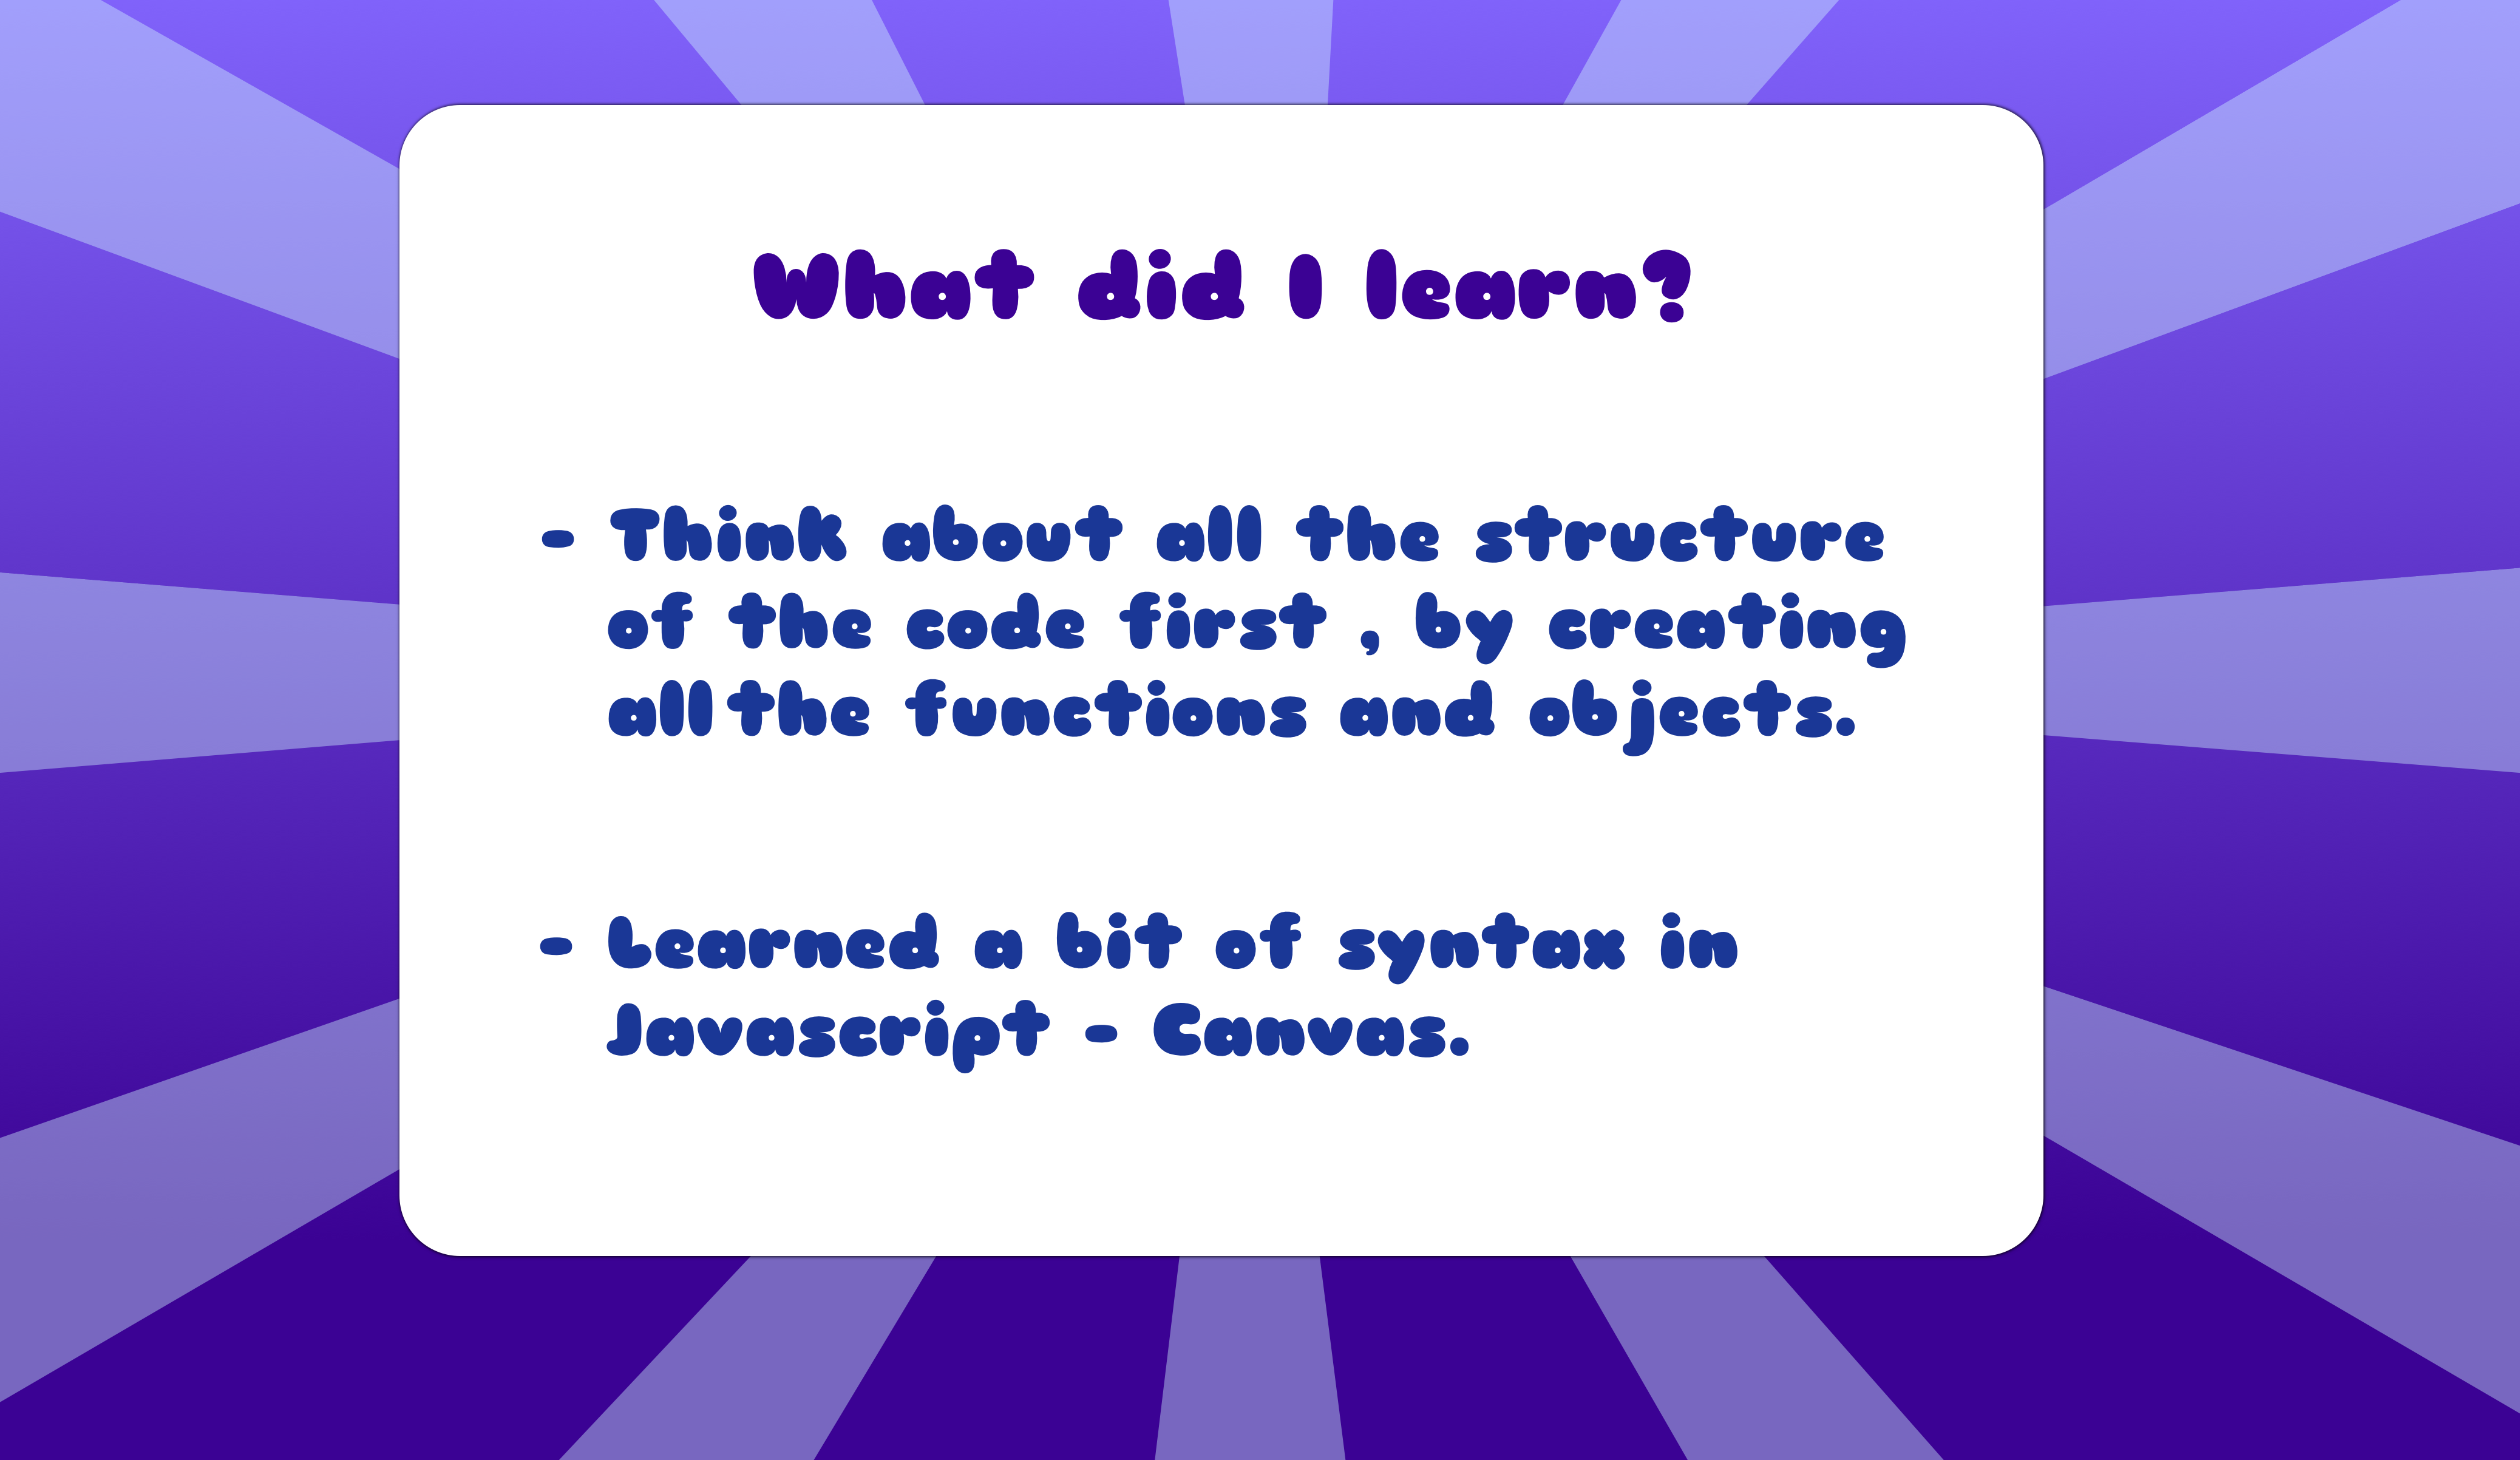 What did I learn?
- Think about all the structure
of the code first , by creating
all the functions and objects.
- Learned a bit of syntax in
Javascript - Canvas.